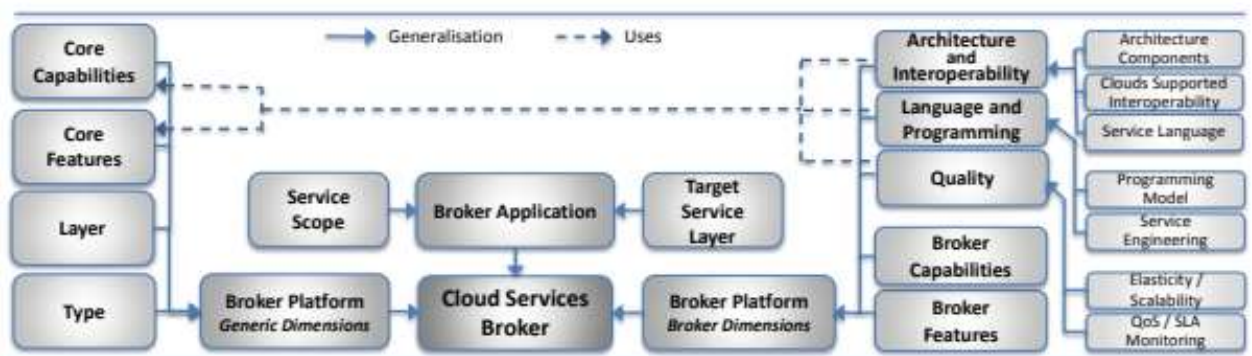 Generalisation
Uses
Core
Capabilities
Core
Features
Layer
Type
Service
Scope
Broker Application
Target
Service
Layer
Broker Platform
Generic Dimensions
Cloud Services
Broker
Broker Platform
Broker Dimensions
Architecture
and
Interoperability
Language and
Programming
Quality
Broker
Capabilities
Broker
Features
Architecture
Components
Clouds Supported
Interoperability
Service Language
Programming
Model
Service
Engineering
Elasticity /
Scalability
QoS / SLA
Monitoring